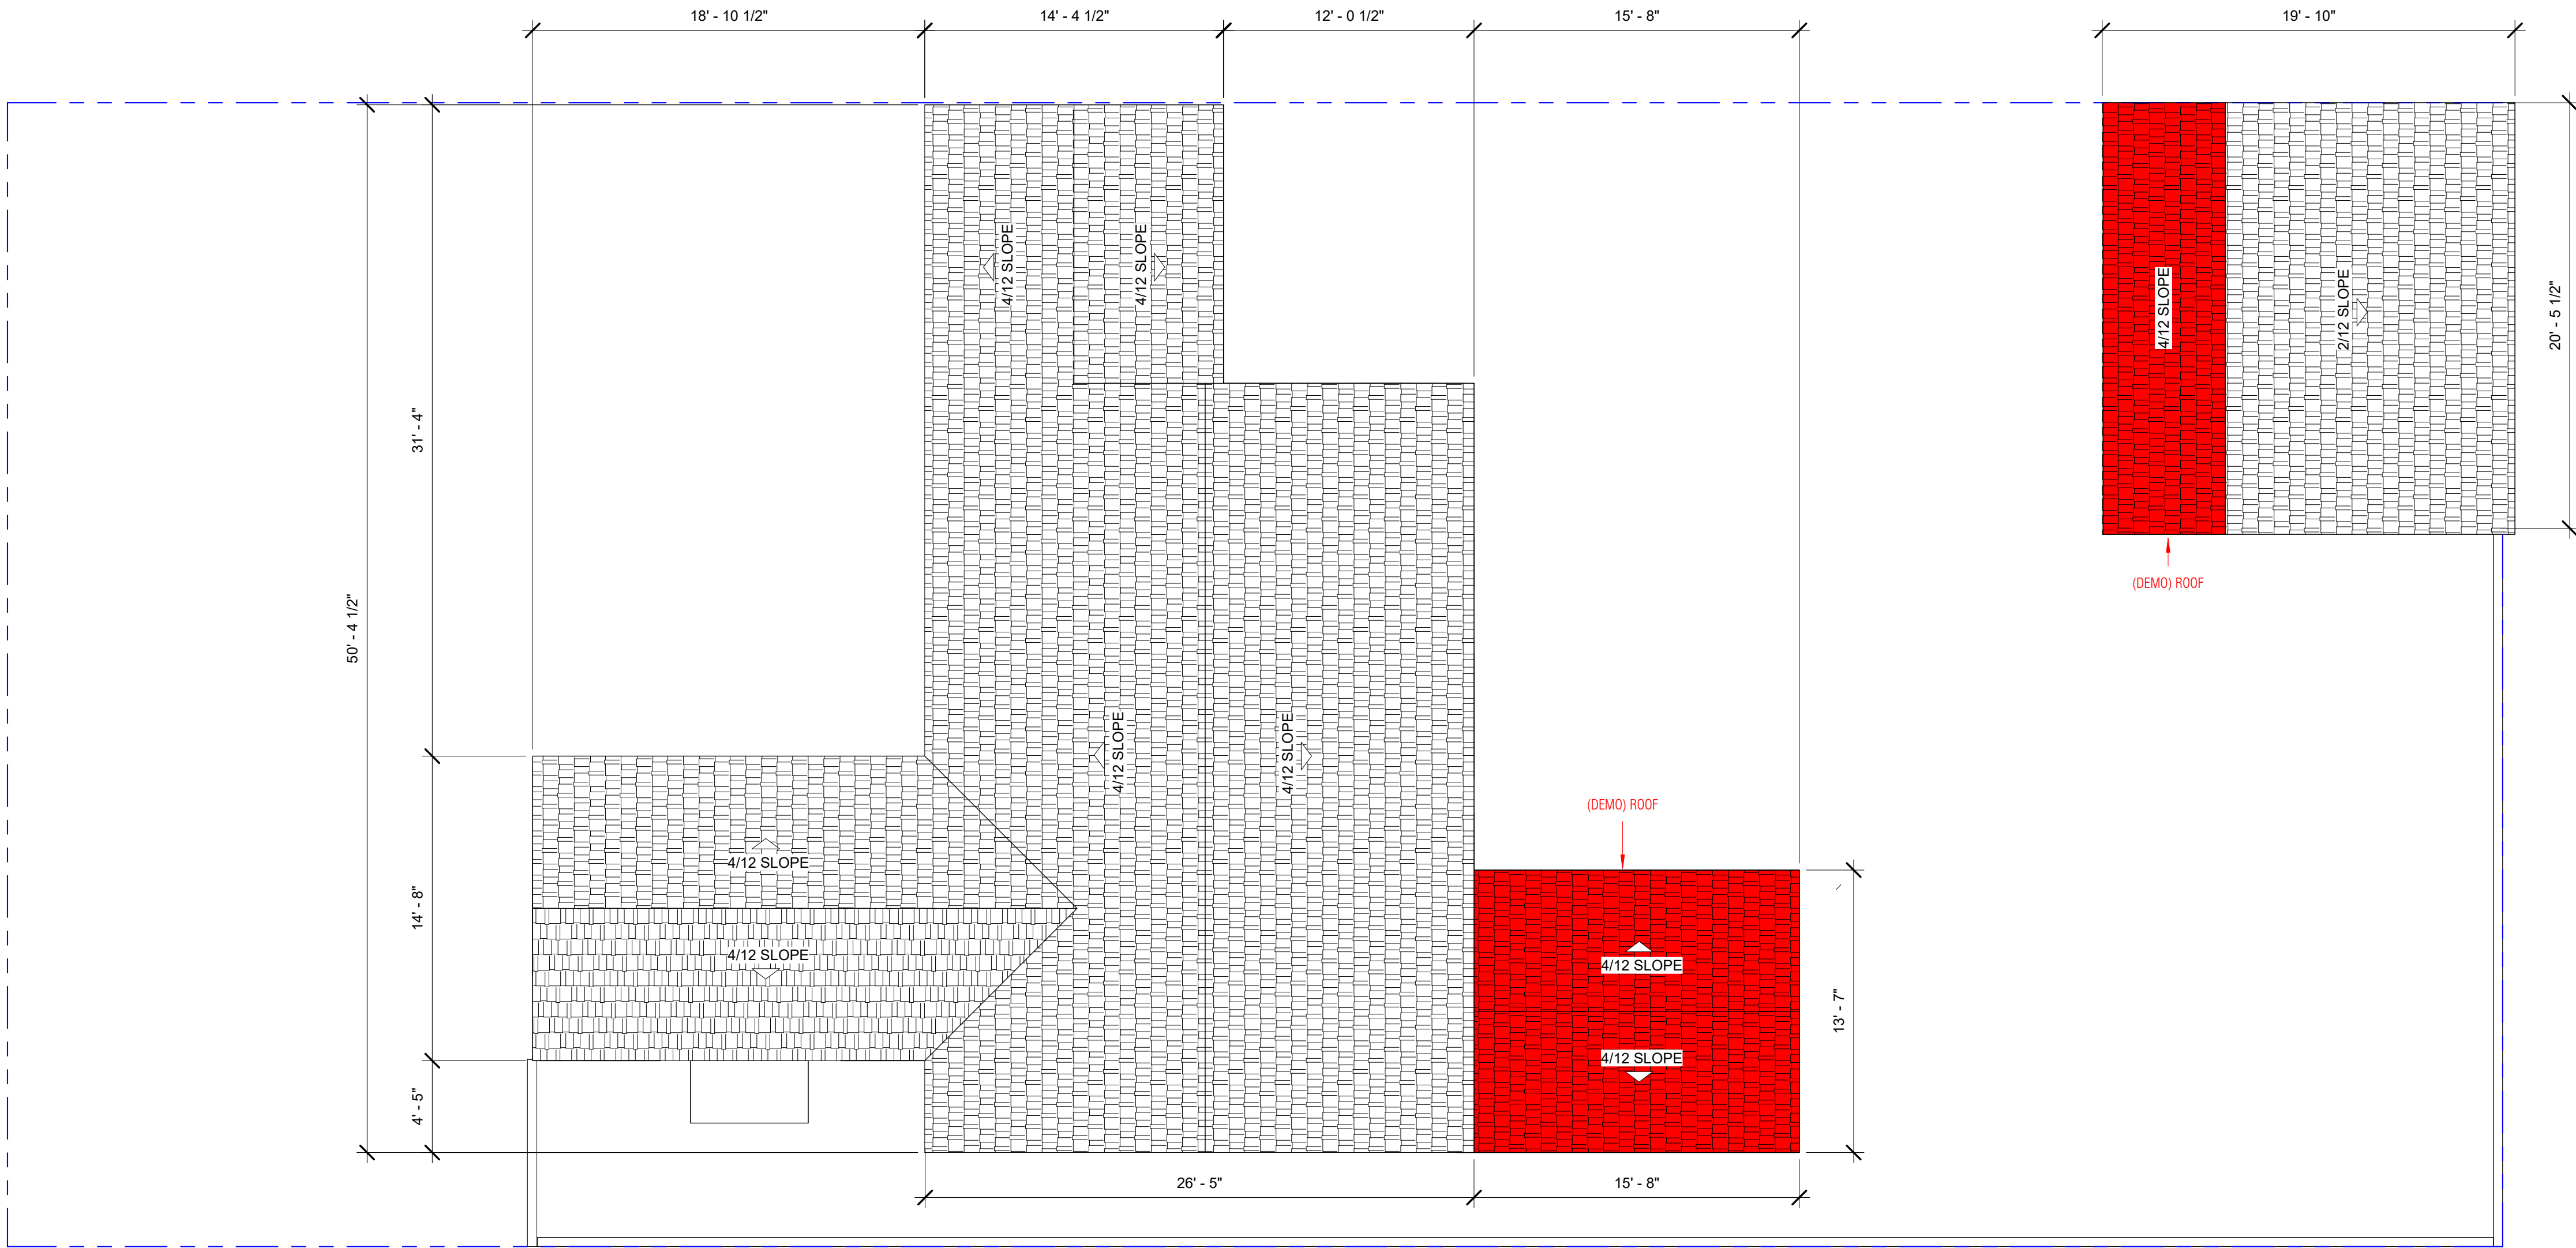 18' - 10 1/2"
14' - 4 1/2"
12' - 0 1/2"
15' - 8"
19' - 10"
4/12 SLOPE
4/12 SLOPE
4/12 SLOPE
2/12 SLOPE
20' - 5 1/2"
31' - 4"
50' - 4 1/2"
(DEMO) ROOF
4/12 SLOPE
4/12 SLOPE
(DEMO) ROOF
4/12 SLOPE
14' - 8"
4/12 SLOPE
4/12 SLOPE
13' - 7"
4/12 SLOPE
4' - 5"
26' - 5"
15' - 8"